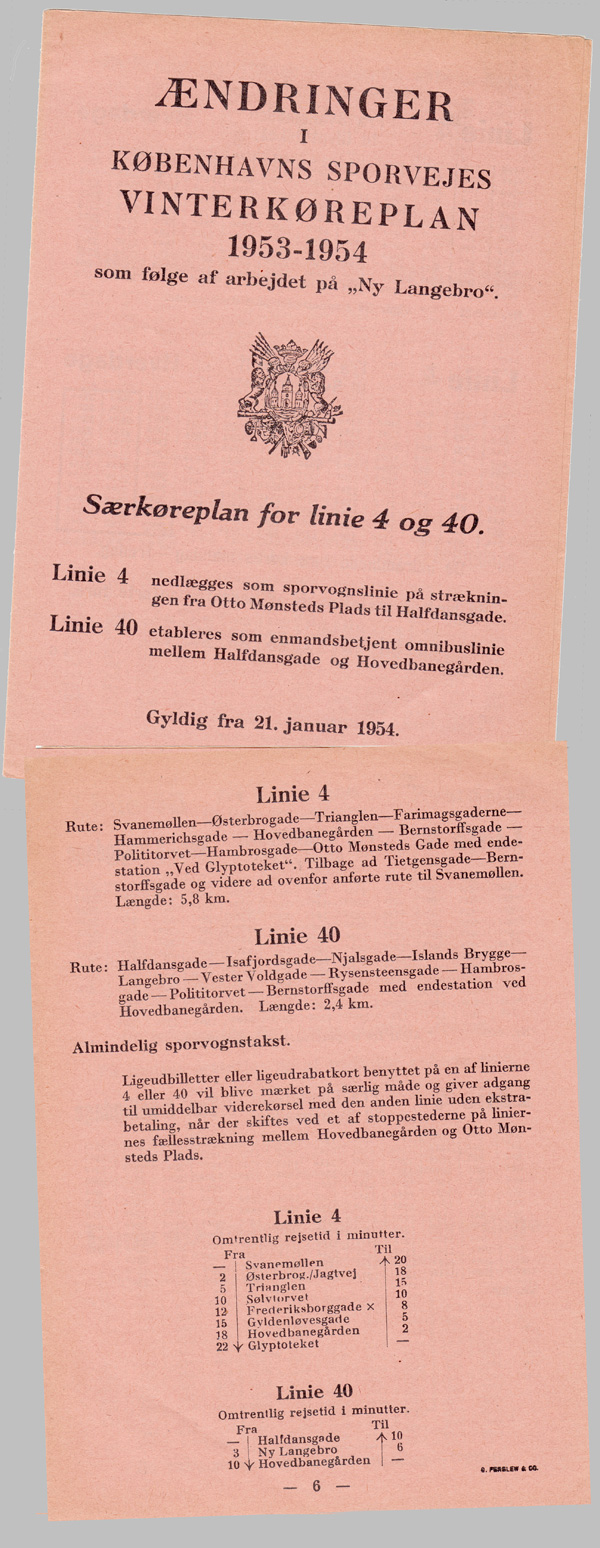 ÆNDRINGER
I
KØBENHAVNS SPORVEJES
VINTERKØREPLAN
1953-1954
som følge af arbejdet på „Ny Langebro“.
Særkøreplan for linie 4 og 40.
Linie 4 nedlægges som sporvognslinie på stræknin-
gen fra Otto Mønsteds Plads til Halfdansgade.
Linie 40 etableres som enmandsbetjent omnibuslinie
mellem Halfdansgade og Hovedbanegården.
Gyldig fra 21. januar 1954.
Linie 4
Rute: Svanemøllen—Østerbrogade—Trianglen—Farimagsgaderne—
Hammerichsgade — Hovedbanegården — Bernstorffsgade —
Polititorvet—Hambrosgade—Otto Mønsteds Gade med ende-
station „Ved Glyptoteket“. Tilbage ad Tietgensgade—Bern-
storffsgade og videre ad ovenfor anførte rute til Svanemøllen.
Længde: 5,8 km.
Linie 40
Rute: Halfdansgade—Isafjordsgade—Njalsgade—Islands Brygge—
Langebro—Vester Voldgade—Rysensteensgade—Hambros-
gade—Polititorvet—Bernstorffsgade med endestation ved
Hovedbanegården. Længde: 2,4 km.
Almindelig sporvognstakst.
Ligeudbilletter eller ligeudrabatkort benyttet på en af linierne
4 eller 40 vil blive mærket på særlig måde og giver adgang
til umiddelbar viderekørsel med den anden linie uden ekstra-
betaling, når der skiftes ved et af stoppestederne på linier-
nes fællesstrækning mellem Hovedbanegården og Otto Møn-
steds Plads.
Linie 4
Omtrentlig rejsetid i minutter.
Fra Til
— Svanemøllen 20
2 Østerbrog./Jagtvej 18
5 Trianglen 15
10 Sølvtorvet 10
12 Frederiksborggade × 8
15 Gyldenløvesgade 5
18 Hovedbanegården 2
22 Glyptoteket —
Linie 40
Omtrentlig rejsetid i minutter.
Fra Til
— Halfdansgade 10
3 Ny Langebro 6
10 Hovedbanegården —
— 6 —